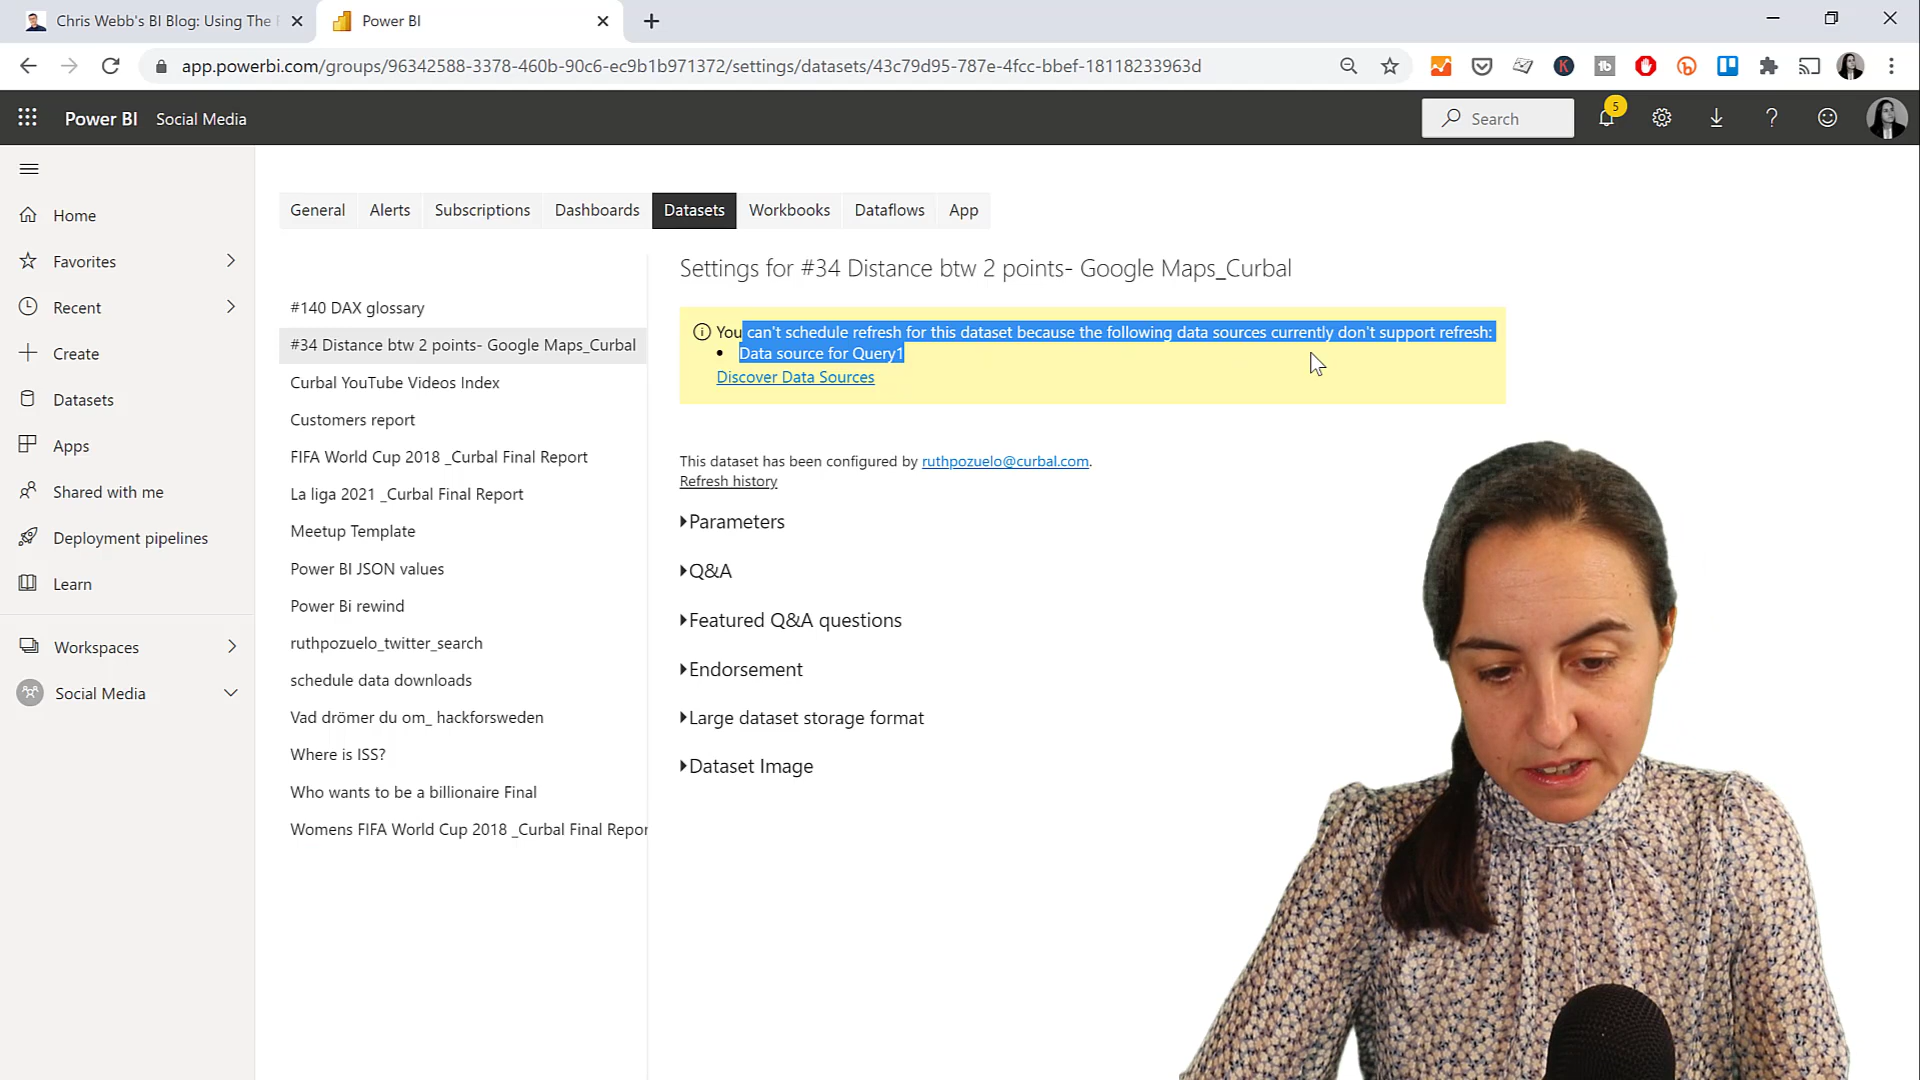 Chris Webb's BI Blog: Using The
Power BI
app.powerbi.com/groups/96342588-3378-460b-90c6-ec9b1b971372/settings/datasets/43c79d95-787e-4fcc-bbef-18118233963d
Power BI Social Media
Search
5
Home
Favorites
Recent
Create
Datasets
Apps
Shared with me
Deployment pipelines
Learn
Workspaces
Social Media
General Alerts Subscriptions Dashboards Datasets Workbooks Dataflows App
#140 DAX glossary
#34 Distance btw 2 points- Google Maps_Curbal
Curbal YouTube Videos Index
Customers report
FIFA World Cup 2018 _Curbal Final Report
La liga 2021 _Curbal Final Report
Meetup Template
Power BI JSON values
Power Bi rewind
ruthpozuelo_twitter_search
schedule data downloads
Vad drömer du om_ hackforsweden
Where is ISS?
Who wants to be a billionaire Final
Womens FIFA World Cup 2018 _Curbal Final Repor
Settings for #34 Distance btw 2 points- Google Maps_Curbal
You can't schedule refresh for this dataset because the following data sources currently don't support refresh:
• Data source for Query1
Discover Data Sources
This dataset has been configured by ruthpozuelo@curbal.com.
Refresh history
Parameters
Q&A
Featured Q&A questions
Endorsement
Large dataset storage format
Dataset Image